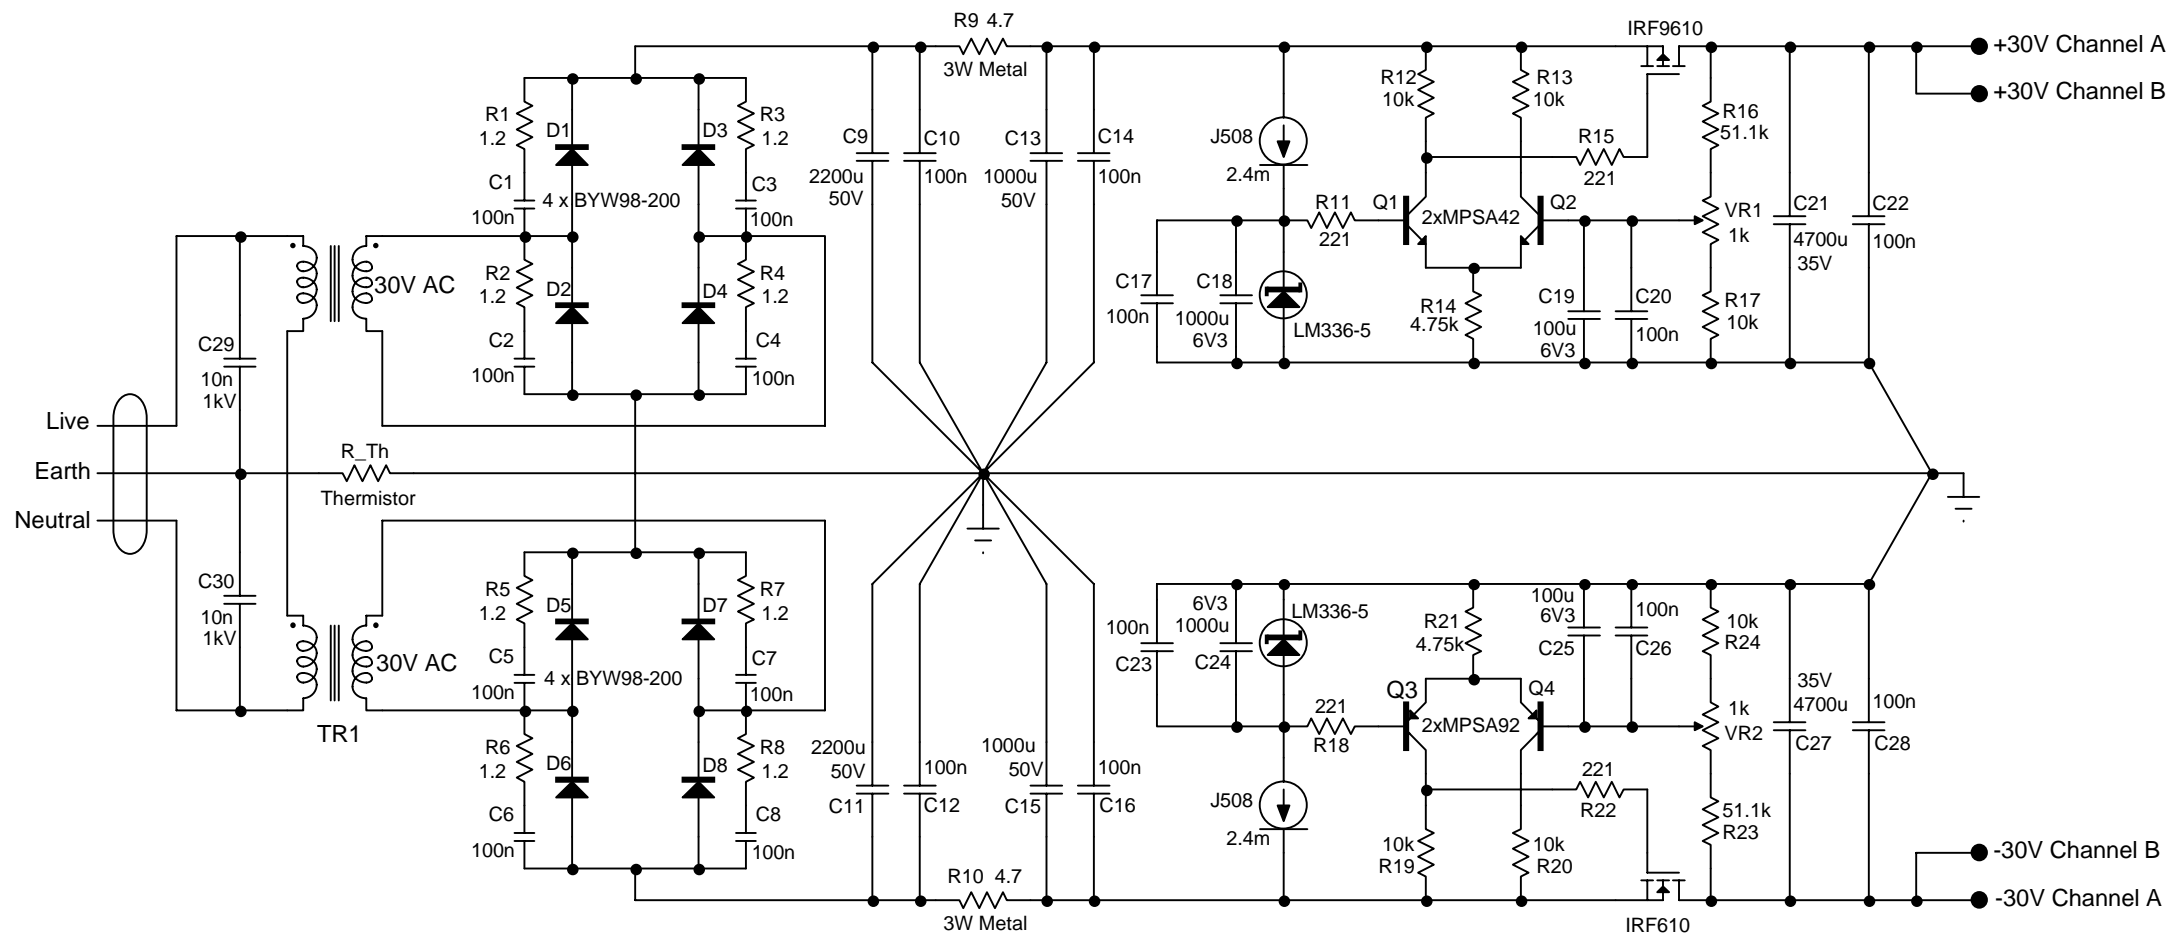 R9 4.7
3W Metal
IRF9610
+30V Channel A
+30V Channel B
R1
1.2
D1
D3
R3
1.2
C1
100n
4 x BYW98-200
C3
100n
C9
2200u
50V
C10
100n
C13
1000u
50V
C14
100n
J508
2.4m
R12
10k
R13
10k
R15
221
R16
51.1k
R11
221
Q1
2xMPSA42
Q2
VR1
1k
C21
4700u
35V
C22
100n
30V AC
R2
1.2
D2
D4
R4
1.2
C2
100n
C4
100n
C17
100n
C18
1000u
6V3
LM336-5
R14
4.75k
C19
100u
6V3
C20
100n
R17
10k
C29
10n
1kV
Live
Earth
Neutral
R_Th
Thermistor
C30
10n
1kV
30V AC
TR1
R5
1.2
D5
D7
R7
1.2
C5
100n
4 x BYW98-200
C7
100n
R6
1.2
D6
D8
R8
1.2
C6
100n
C8
100n
2200u
50V
C11
100n
C12
1000u
50V
C15
100n
C16
100n
C23
6V3
1000u
C24
LM336-5
R21
4.75k
100u
6V3
C25
100n
C26
10k
R24
221
R18
Q3
2xMPSA92
Q4
1k
VR2
35V
4700u
C27
100n
C28
J508
2.4m
221
R22
51.1k
R23
10k
R19
10k
R20
R10 4.7
3W Metal
IRF610
-30V Channel B
-30V Channel A